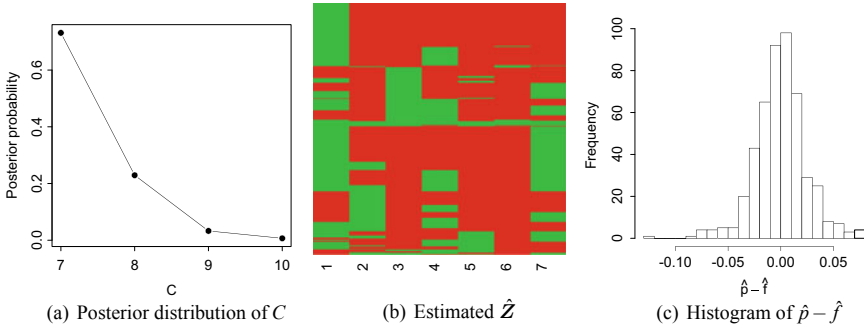 Posterior probability
0.0 0.2 0.4 0.6
7 8 9 10
C
(a) Posterior distribution of C
1 2 3 4 5 6 7
(b) Estimated Ẑ
Frequency
0 20 40 60 80 100
-0.10 -0.05 0.00 0.05
p̂ − f̂
(c) Histogram of p̂ − f̂